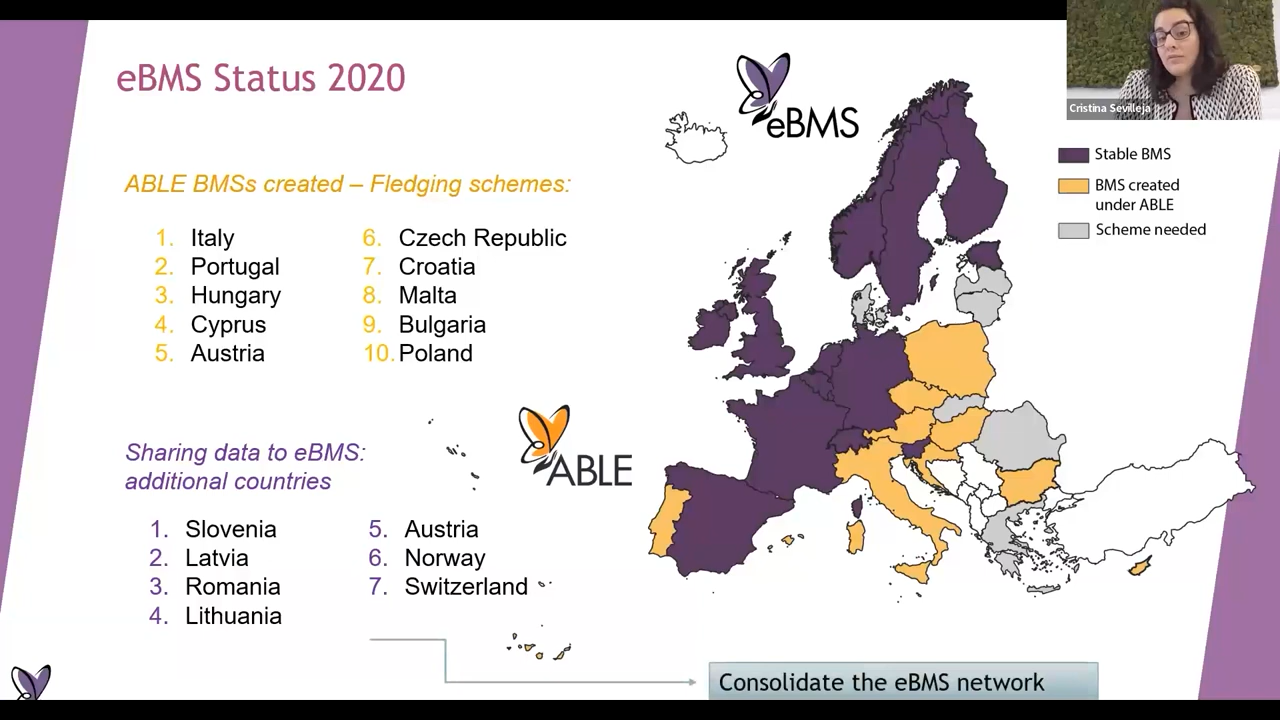 eBMS Status 2020
eBMS
Cristina Sevilleja
Stable BMS
BMS created
under ABLE
Scheme needed
ABLE BMSs created – Fledging schemes:
1. Italy
2. Portugal
3. Hungary
4. Cyprus
5. Austria
6. Czech Republic
7. Croatia
8. Malta
9. Bulgaria
10. Poland
ABLE
Sharing data to eBMS:
additional countries
1. Slovenia
2. Latvia
3. Romania
4. Lithuania
5. Austria
6. Norway
7. Switzerland
Consolidate the eBMS network